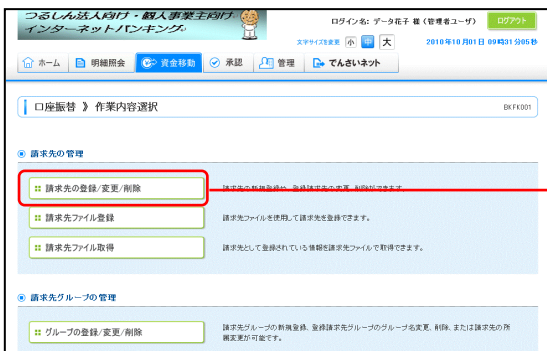 つるしん法人向け・個人事業主向け
インターネットバンキング
ログイン名: データ花子 様 (管理者ユーザ)
ログアウト
文字サイズを変更 小 中 大
2010年10月01日 09時31分05秒
ホーム 明細照会 資金移動 承認 管理 でんさいネット
口座振替 》 作業内容選択
BKFK001
請求先の管理
請求先の登録/変更/削除
請求先の新規登録や、登録請求先の変更、削除ができます。
請求先ファイル登録
請求先ファイルを使用して請求先を登録できます。
請求先ファイル取得
請求先として登録されている情報を請求先ファイルで取得できます。
請求先グループの管理
グループの登録/変更/削除
請求先グループの新規登録、登録請求先グループのグループ名変更、削除、または請求先の所
属変更が可能です。